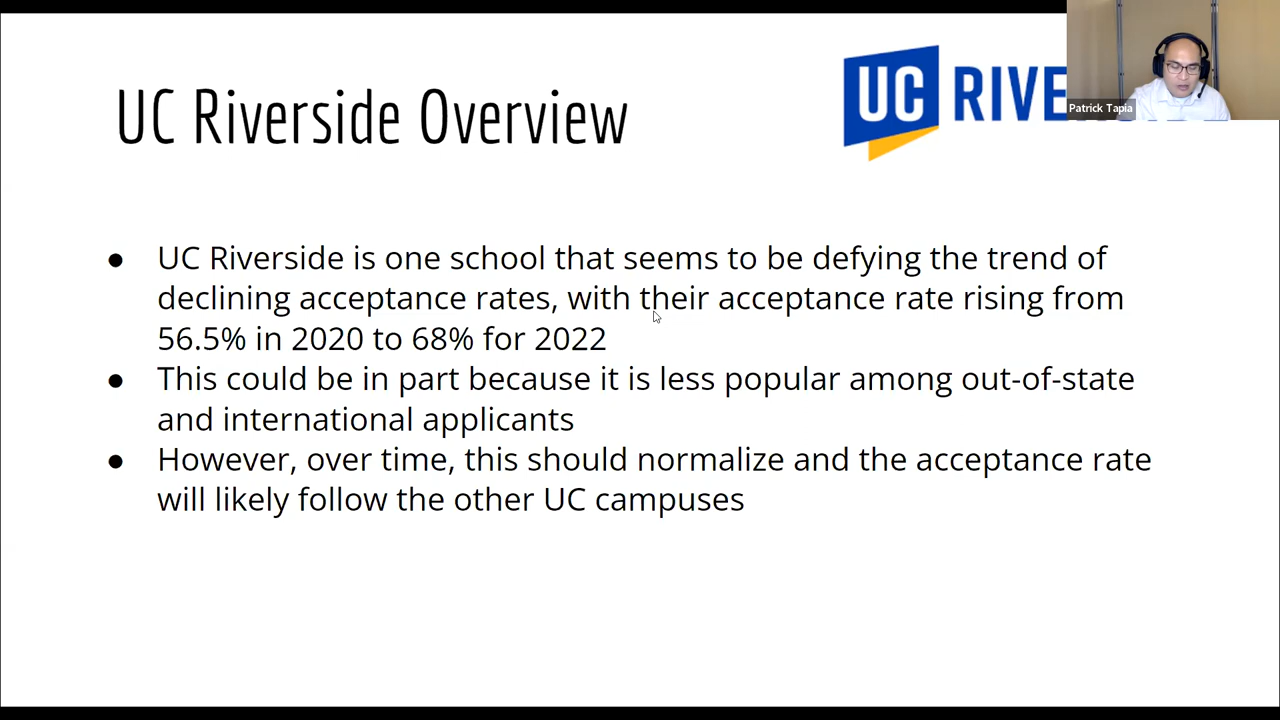 UC Riverside Overview
UC RIVE
Patrick Tapia
● UC Riverside is one school that seems to be defying the trend of
declining acceptance rates, with their acceptance rate rising from
56.5% in 2020 to 68% for 2022
● This could be in part because it is less popular among out-of-state
and international applicants
● However, over time, this should normalize and the acceptance rate
will likely follow the other UC campuses